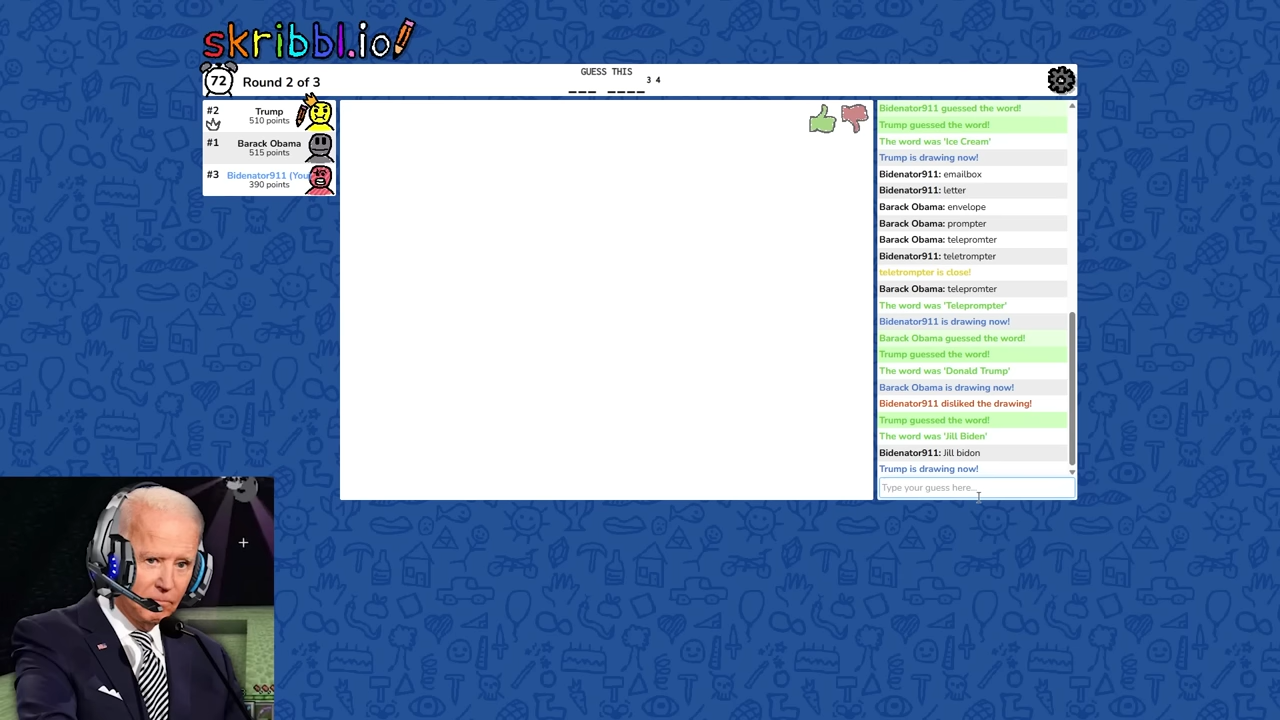 skribbl.io
72
Round 2 of 3
GUESS THIS
___ ____ 3 4
#2
Trump
510 points
#1
Barack Obama
515 points
#3
Bidenator911 (You
390 points
Bidenator911 guessed the word!
Trump guessed the word!
The word was 'Ice Cream'
Trump is drawing now!
Bidenator911: emailbox
Bidenator911: letter
Barack Obama: envelope
Barack Obama: prompter
Barack Obama: telepromter
Bidenator911: teletrompter
teletrompter is close!
Barack Obama: telepromter
The word was 'Teleprompter'
Bidenator911 is drawing now!
Barack Obama guessed the word!
Trump guessed the word!
The word was 'Donald Trump'
Barack Obama is drawing now!
Bidenator911 disliked the drawing!
Trump guessed the word!
The word was 'Jill Biden'
Bidenator911: Jill bidon
Trump is drawing now!
Type your guess here...